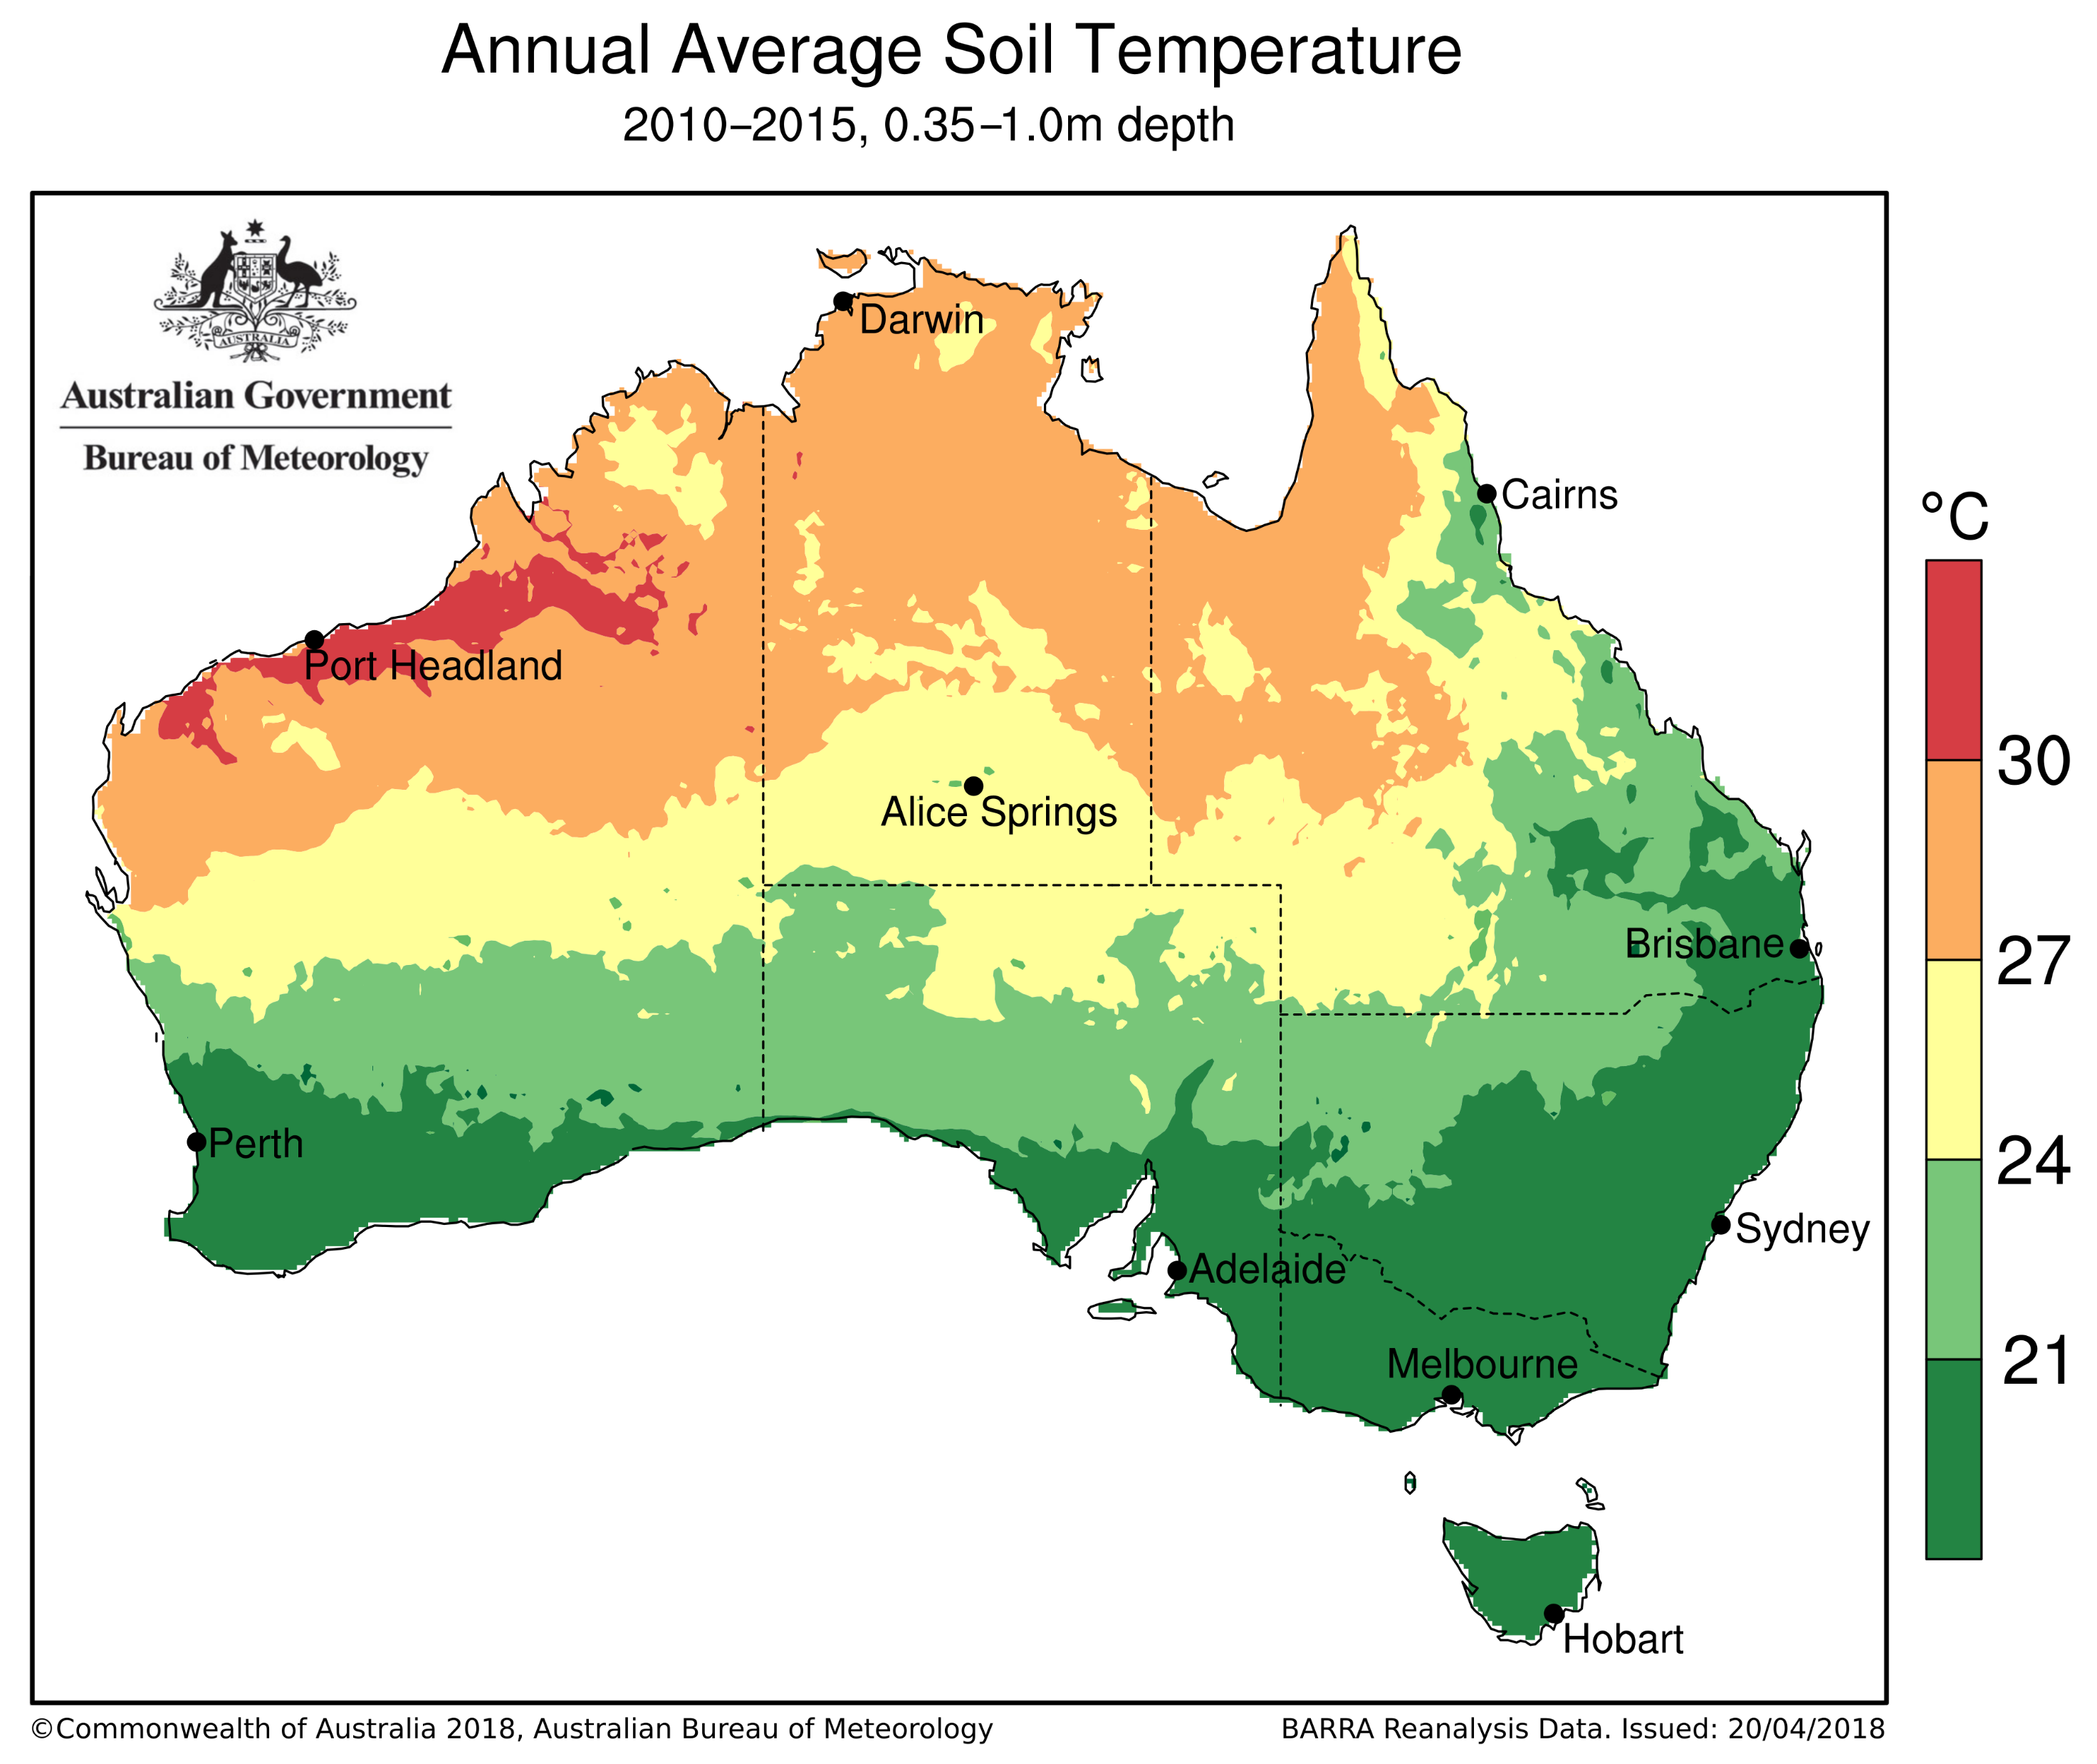 Annual Average Soil Temperature
2010–2015, 0.35–1.0m depth
AUSTRALIA
Australian Government
Bureau of Meteorology
Darwin
Cairns
°C
Port Headland
30
Alice Springs
27
Brisbane
24
Perth
Sydney
Adelaide
21
Melbourne
Hobart
©Commonwealth of Australia 2018, Australian Bureau of Meteorology
BARRA Reanalysis Data. Issued: 20/04/2018